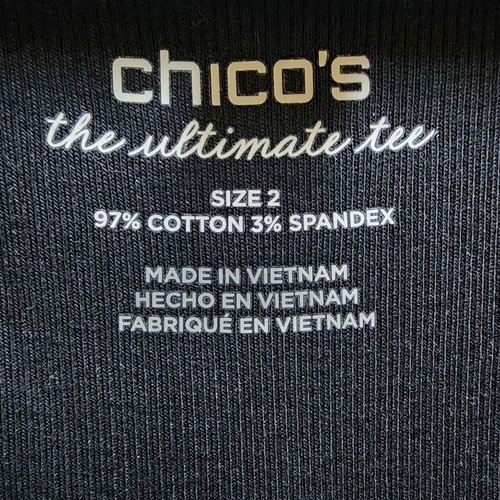 chico's
the ultimate tee
SIZE 2
97% COTTON 3% SPANDEX
MADE IN VIETNAM
HECHO EN VIETNAM
FABRIQUÉ EN VIETNAM